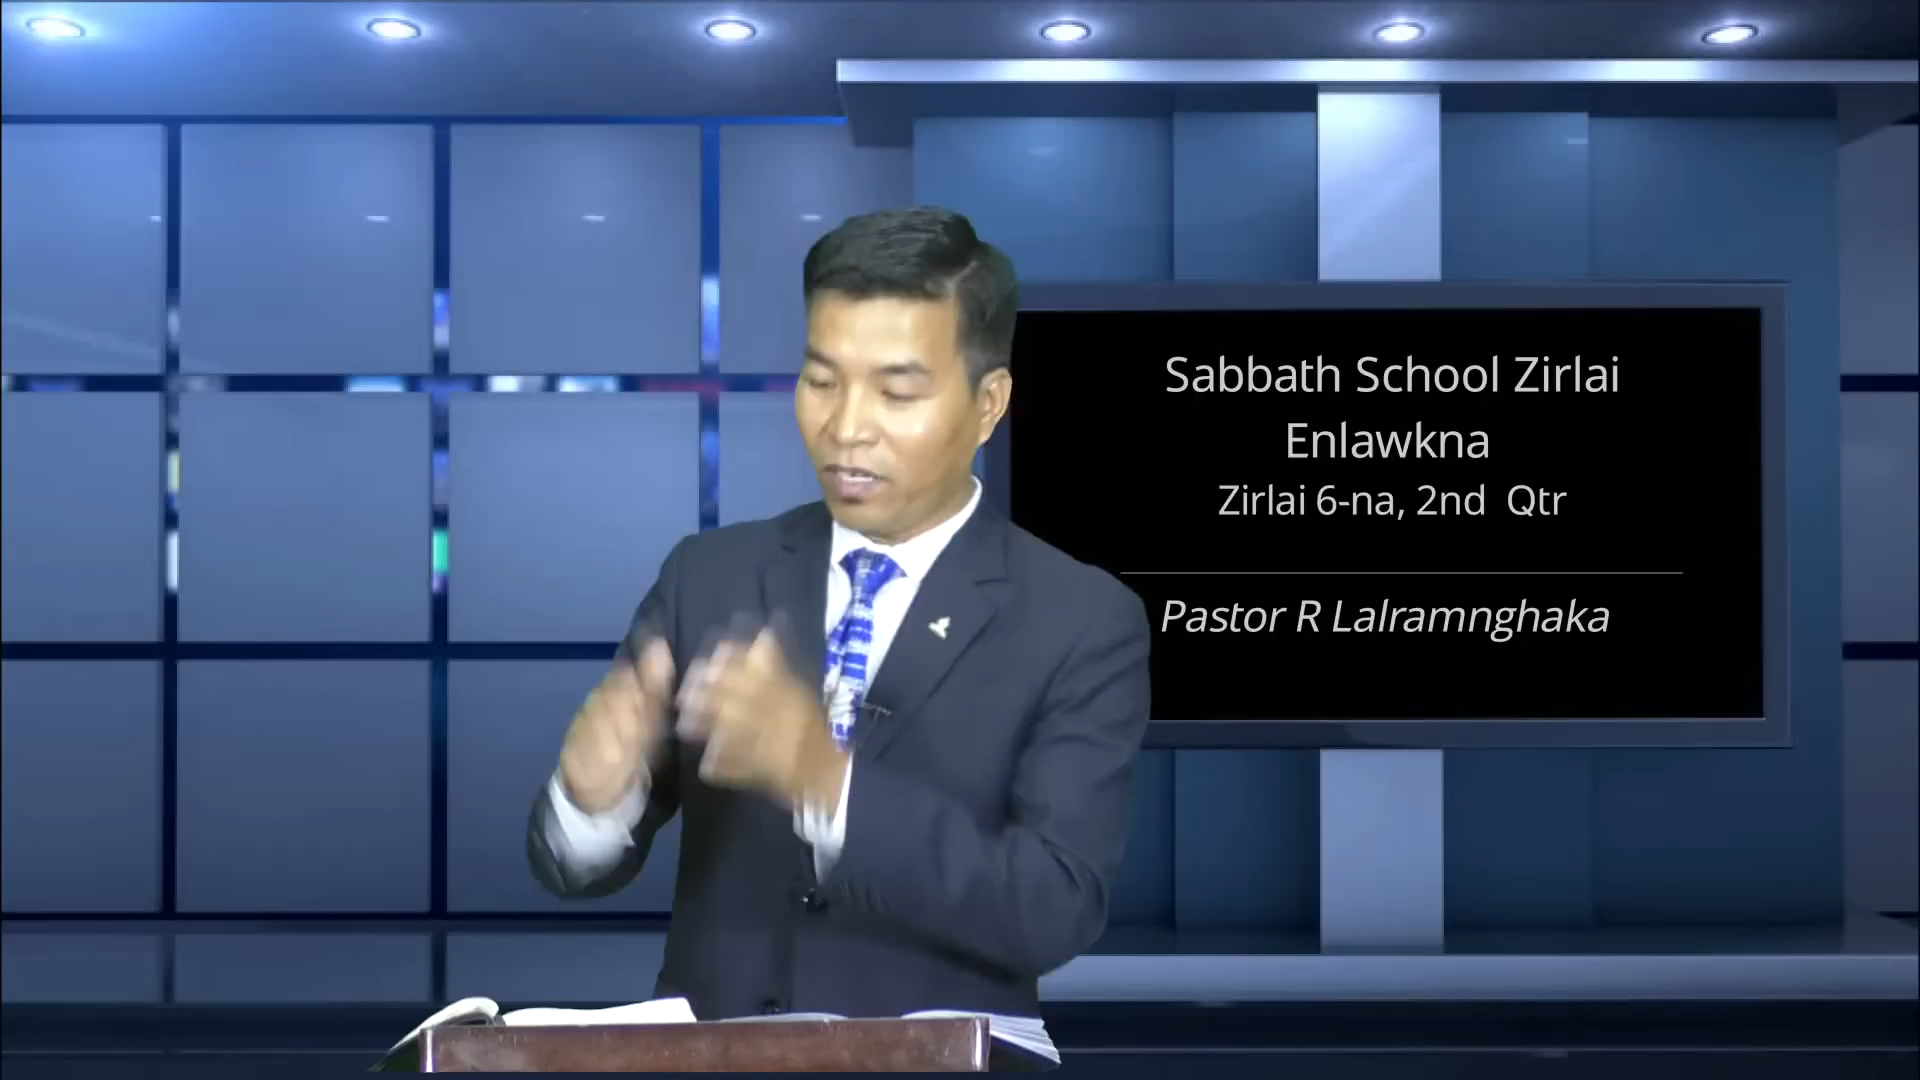 Sabbath School Zirlai
Enlawkna
Zirlai 6-na, 2nd Qtr
Pastor R Lalramnghaka